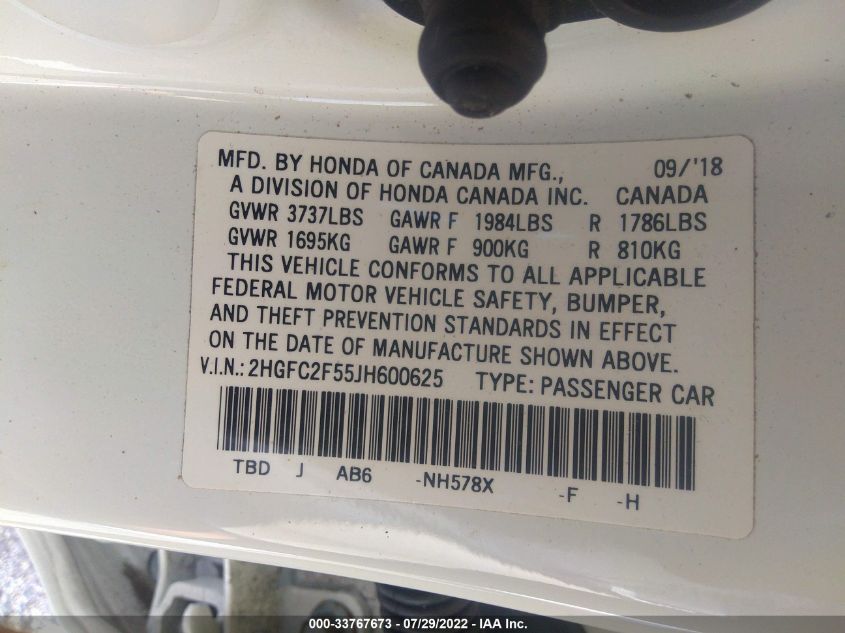 MFD. BY HONDA OF CANADA MFG., 09/'18
A DIVISION OF HONDA CANADA INC. CANADA
GVWR 3737LBS GAWR F 1984LBS R 1786LBS
GVWR 1695KG GAWR F 900KG R 810KG
THIS VEHICLE CONFORMS TO ALL APPLICABLE
FEDERAL MOTOR VEHICLE SAFETY, BUMPER,
AND THEFT PREVENTION STANDARDS IN EFFECT
ON THE DATE OF MANUFACTURE SHOWN ABOVE.
V.I.N.: 2HGFC2F55JH600625 TYPE: PASSENGER CAR
TBD J AB6 -NH578X -F -H
000-33767673 - 07/29/2022 - IAA Inc.